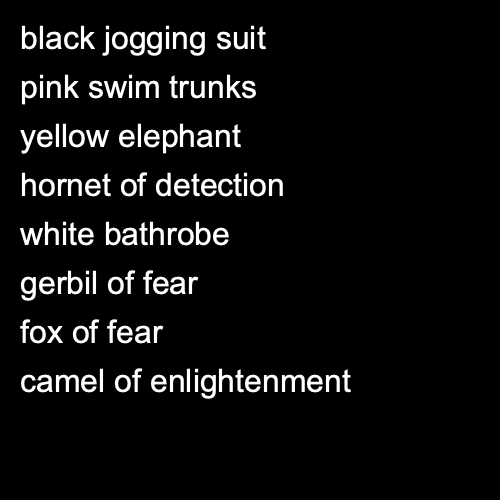 black jogging suit
pink swim trunks
yellow elephant
hornet of detection
white bathrobe
gerbil of fear
fox of fear
camel of enlightenment